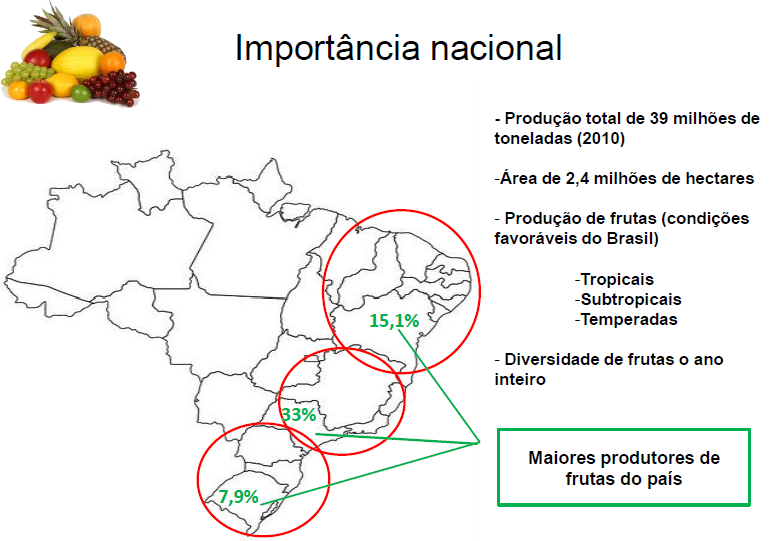 Importância nacional
- Produção total de 39 milhões de
toneladas (2010)
-Área de 2,4 milhões de hectares
- Produção de frutas (condições
favoráveis do Brasil)
-Tropicais
-Subtropicais
-Temperadas
- Diversidade de frutas o ano
inteiro
15,1%
33%
7,9%
Maiores produtores de
frutas do país